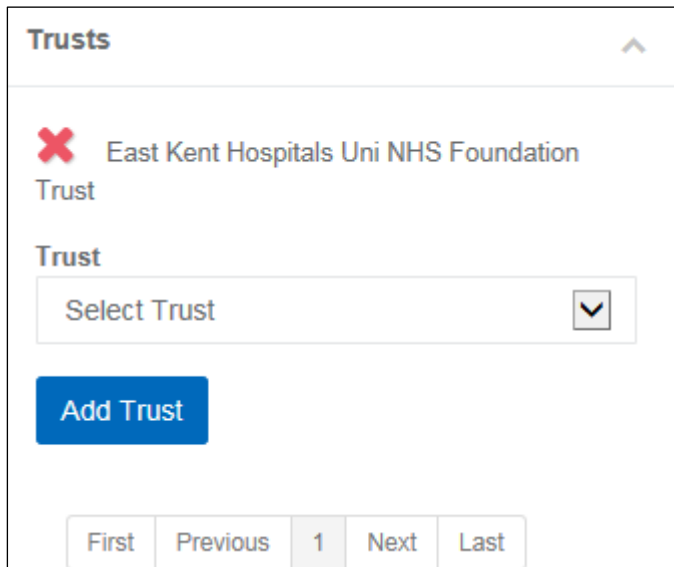 Trusts
East Kent Hospitals Uni NHS Foundation
Trust
Trust
Select Trust
Add Trust
First Previous 1 Next Last